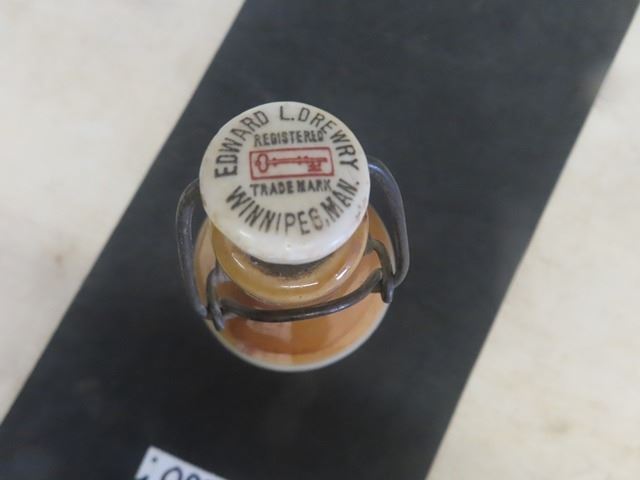 EDWARD L. DREWRY
REGISTERED
TRADE MARK
WINNIPEG, MAN.